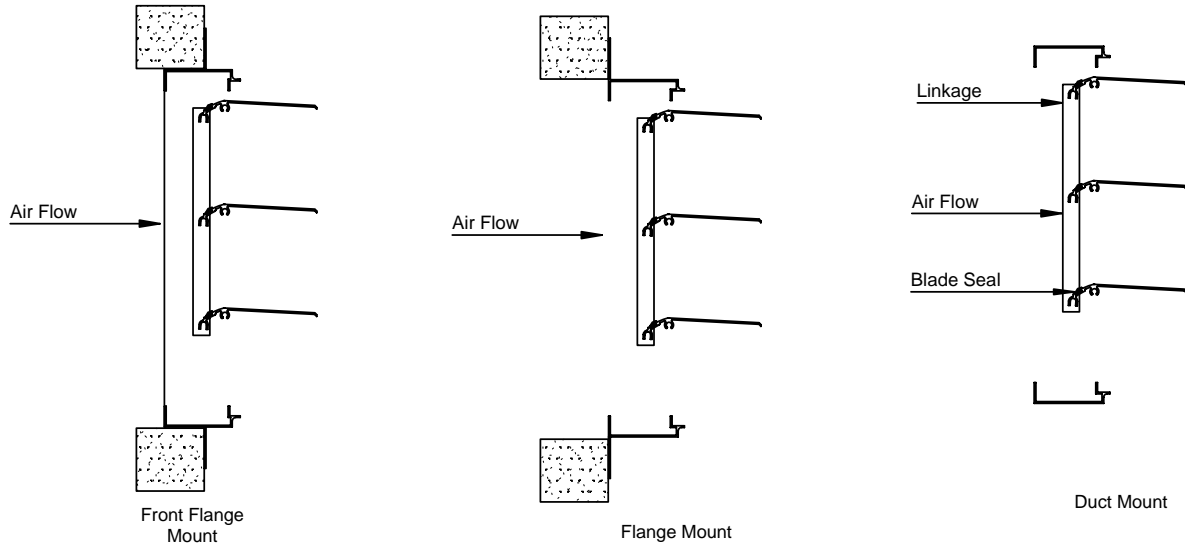 Air Flow
Front Flange
Mount
Air Flow
Flange Mount
Linkage
Air Flow
Blade Seal
Duct Mount